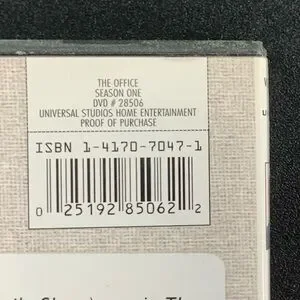 THE OFFICE
SEASON ONE
DVD # 28506
UNIVERSAL STUDIOS HOME ENTERTAINMENT
PROOF OF PURCHASE
ISBN 1-4170-7047-1
0 25192 85062 2